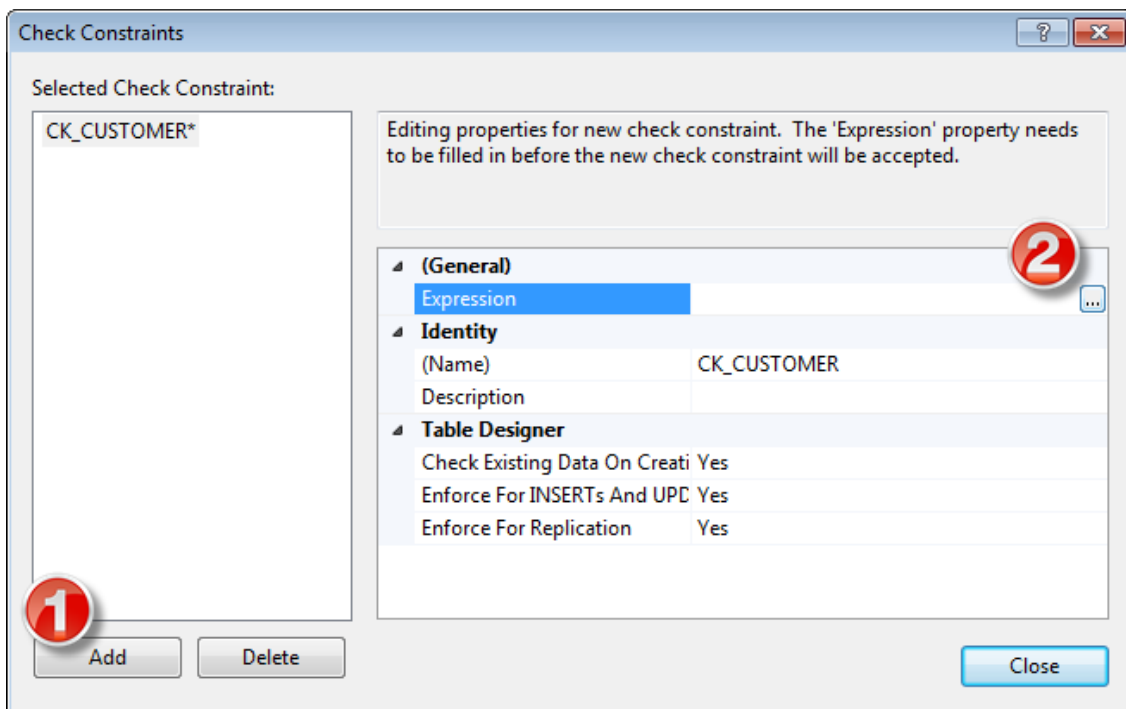 Check Constraints
Selected Check Constraint:
CK_CUSTOMER*
Editing properties for new check constraint.  The 'Expression' property needs
to be filled in before the new check constraint will be accepted.
2
(General)
Expression ...
Identity
(Name) CK_CUSTOMER
Description
Table Designer
Check Existing Data On Creati Yes
Enforce For INSERTs And UPD Yes
Enforce For Replication Yes
1
Add Delete
Close